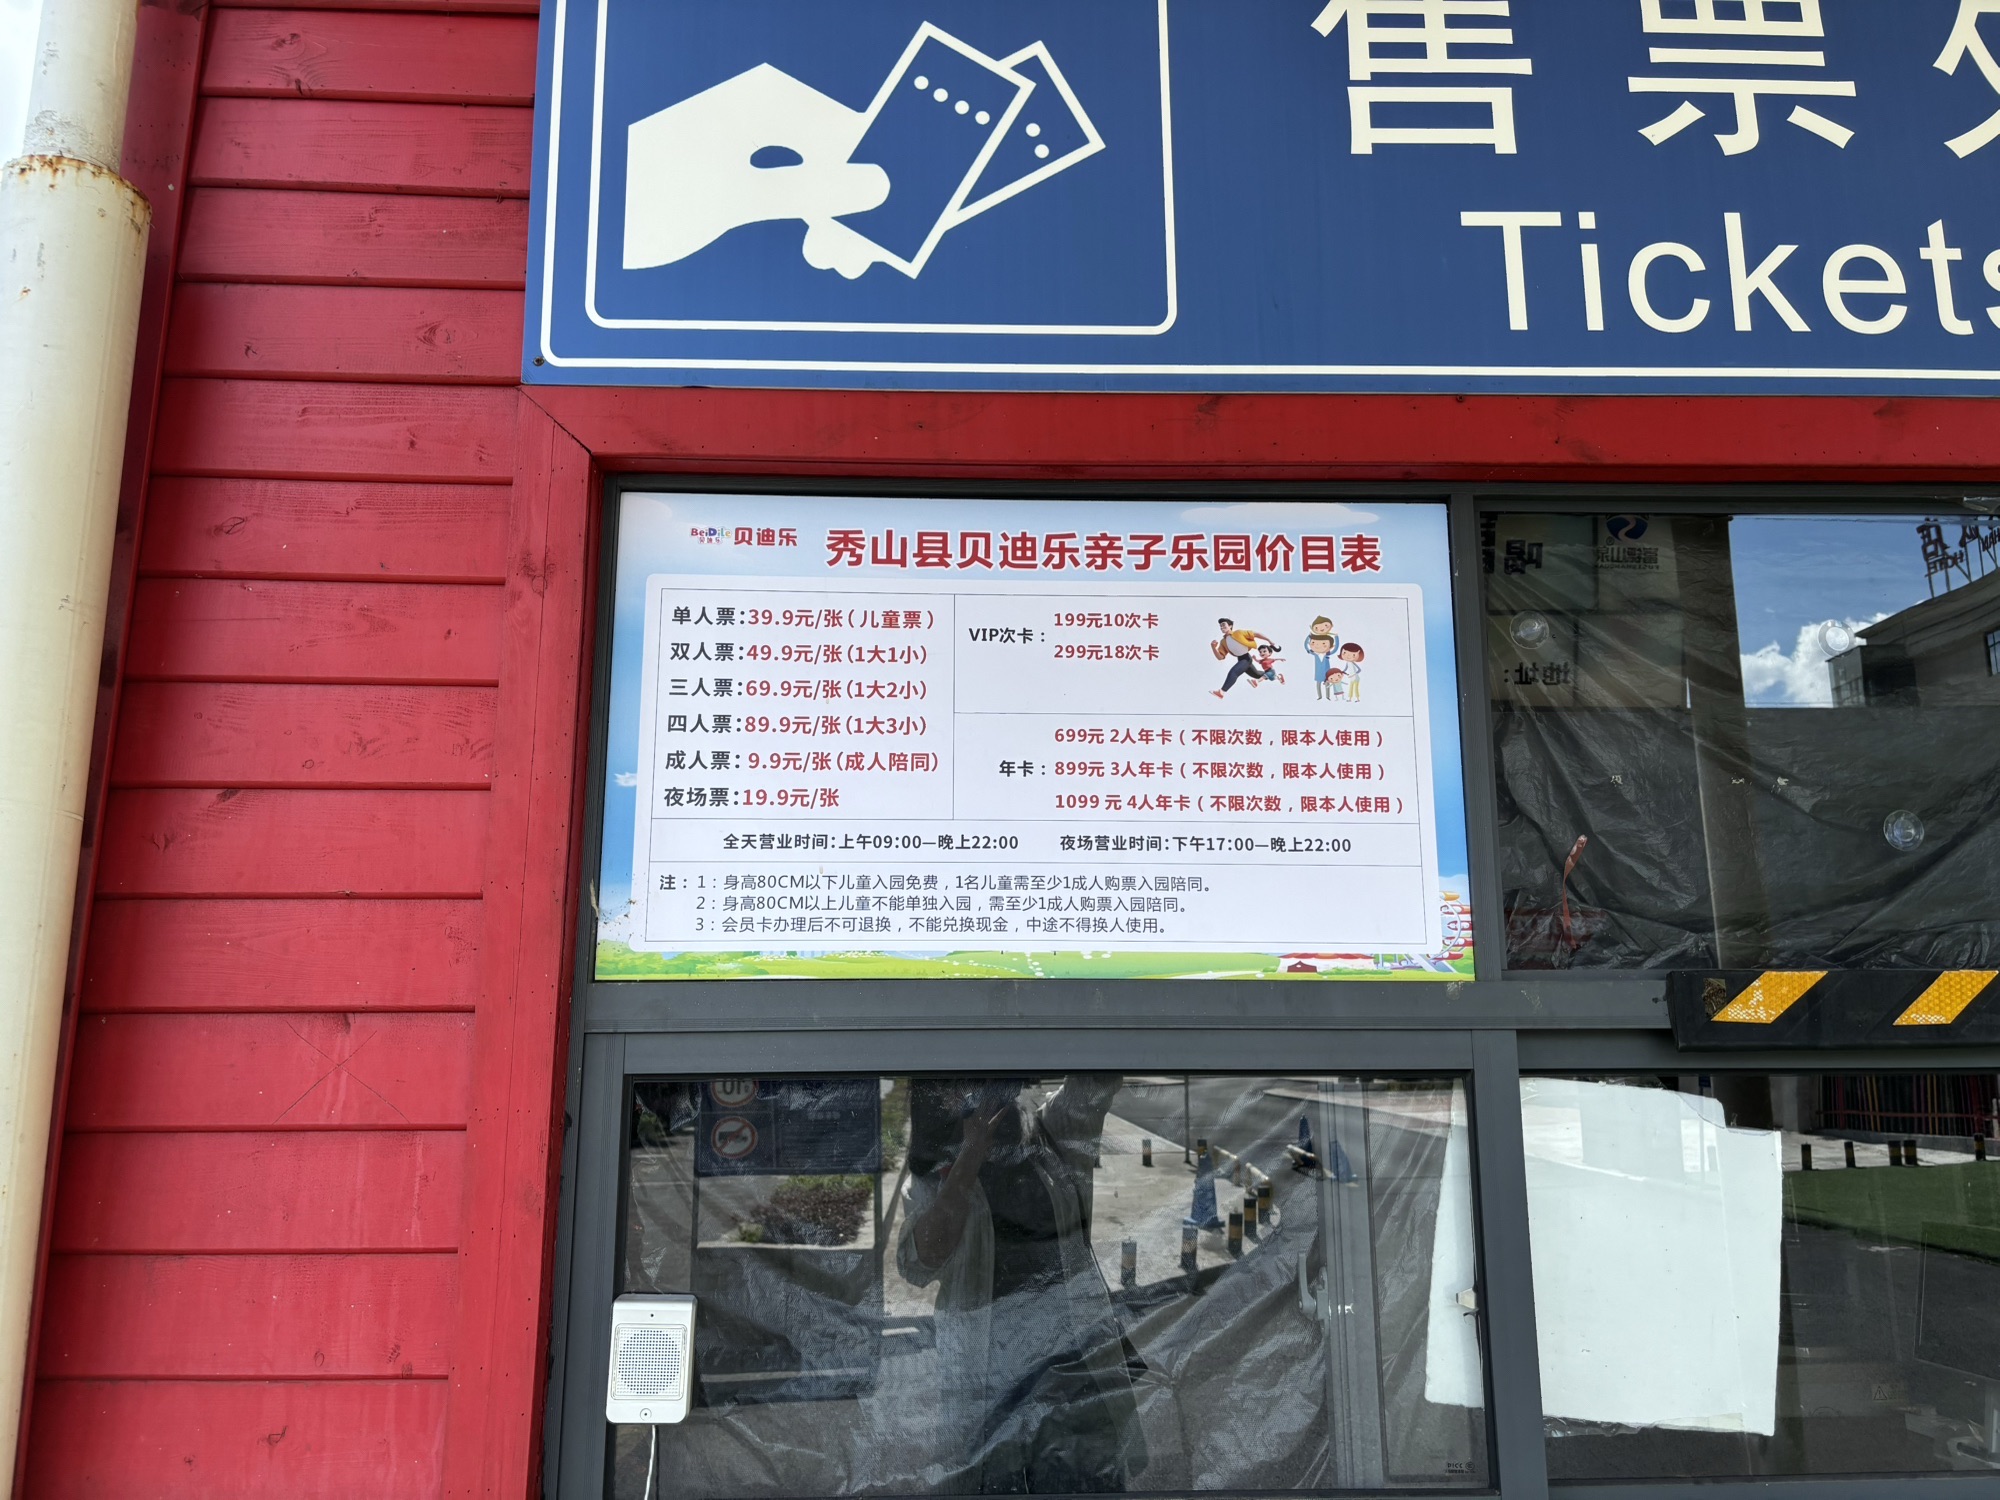 售票处
Tickets
BeiDiLe
贝迪乐
贝迪乐
秀山县贝迪乐亲子乐园价目表
单人票：39.9元/张（儿童票）
双人票：49.9元/张（1大1小）
三人票：69.9元/张（1大2小）
四人票：89.9元/张（1大3小）
成人票：9.9元/张（成人陪同）
夜场票：19.9元/张
VIP次卡：
199元10次卡
299元18次卡
年卡：
699元 2人年卡（不限次数，限本人使用）
899元 3人年卡（不限次数，限本人使用）
1099 元 4人年卡（不限次数，限本人使用）
全天营业时间：上午09:00—晚上22:00 夜场营业时间：下午17:00—晚上22:00
注：1：身高80CM以下儿童入园免费，1名儿童需至少1成人购票入园陪同。
2：身高80CM以上儿童不能单独入园，需至少1成人购票入园陪同。
3：会员卡办理后不可退换，不能兑换现金，中途不得换人使用。
地址：
PICC